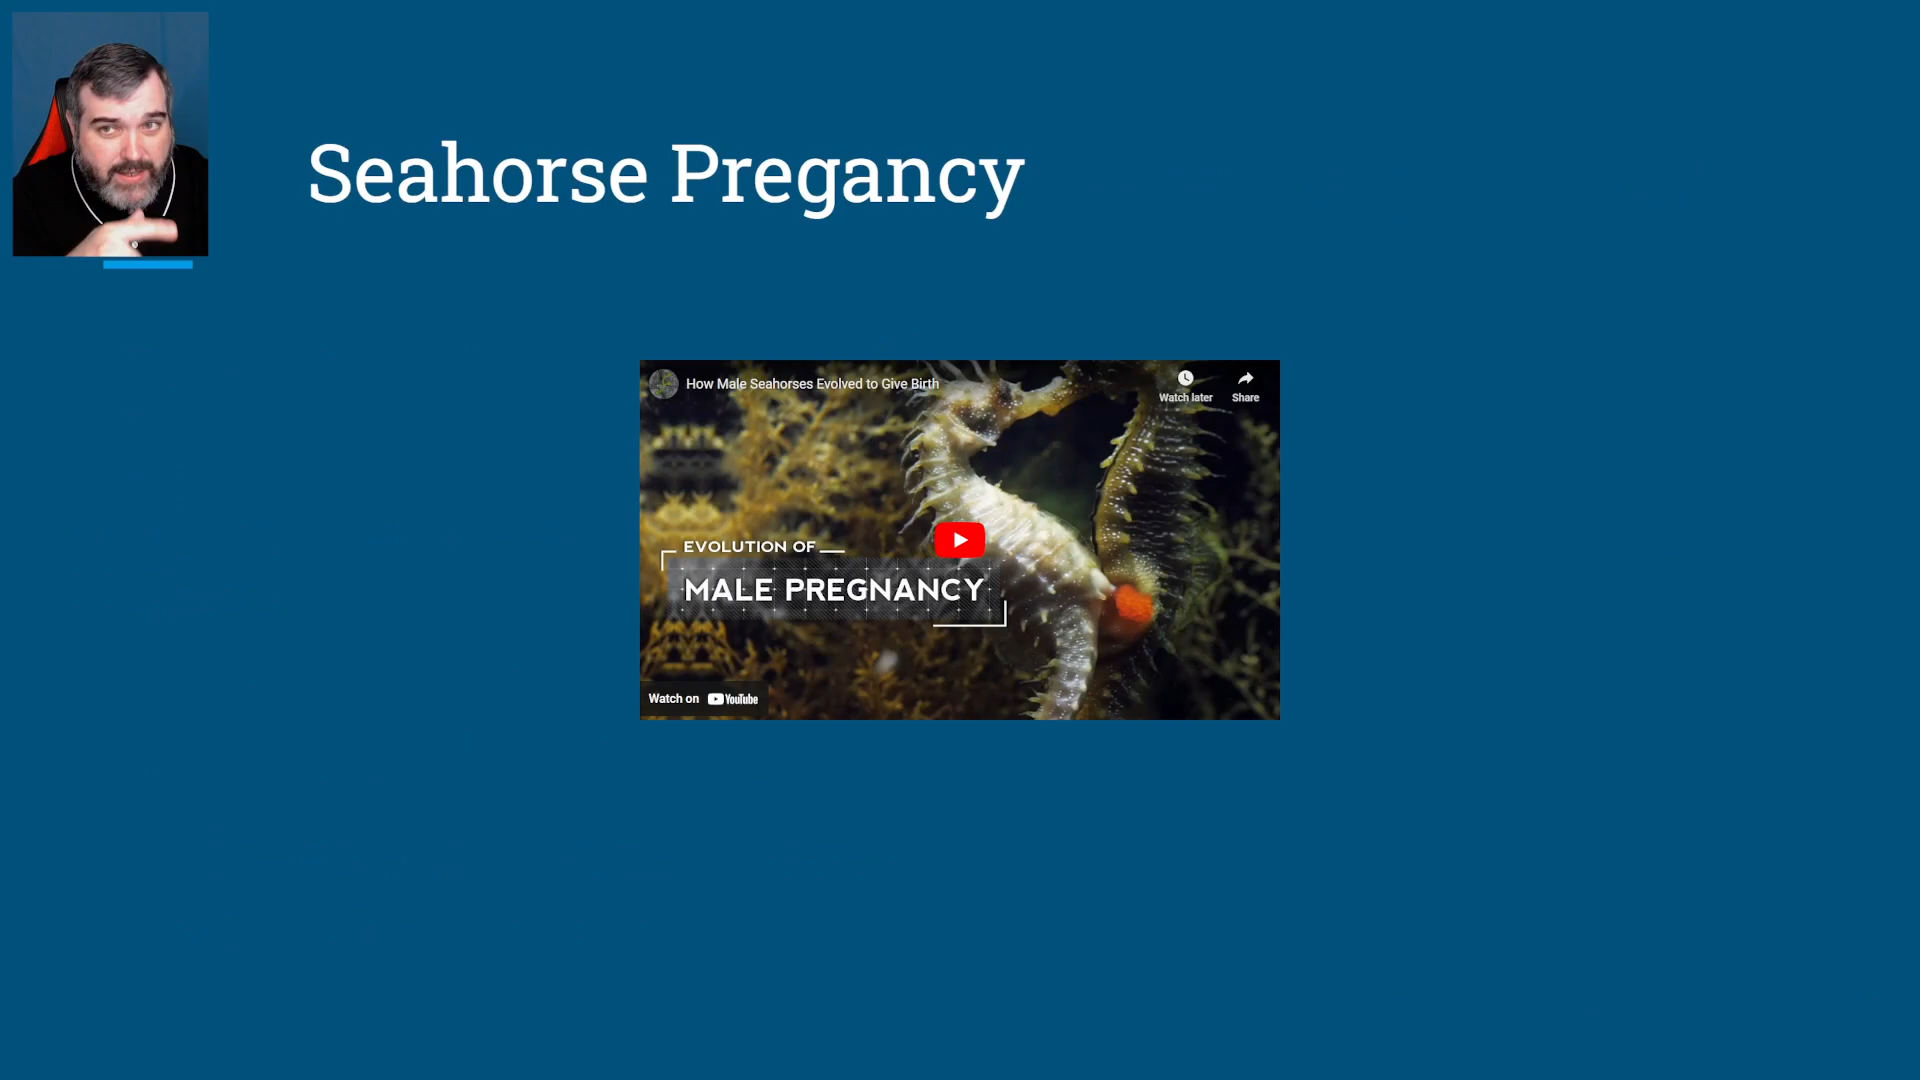 Seahorse Pregancy
How Male Seahorses Evolved to Give Birth
Watch later
Share
EVOLUTION OF
MALE PREGNANCY
Watch on YouTube